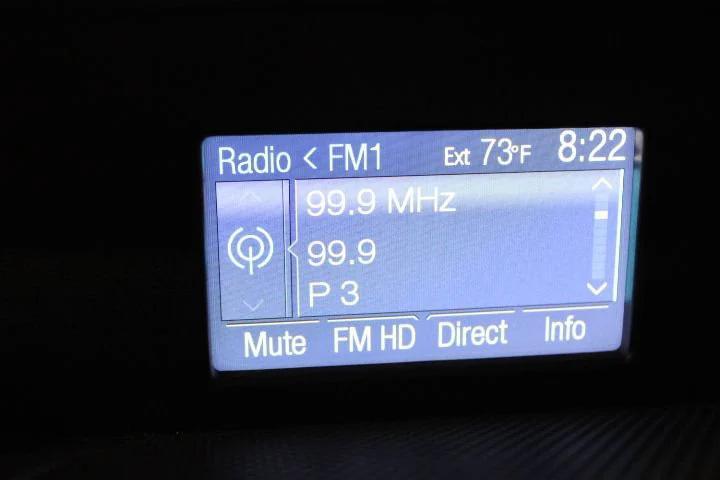 Radio < FM1 Ext 73°F 8:22
99.9 MHz
99.9
P 3
Mute FM HD Direct Info